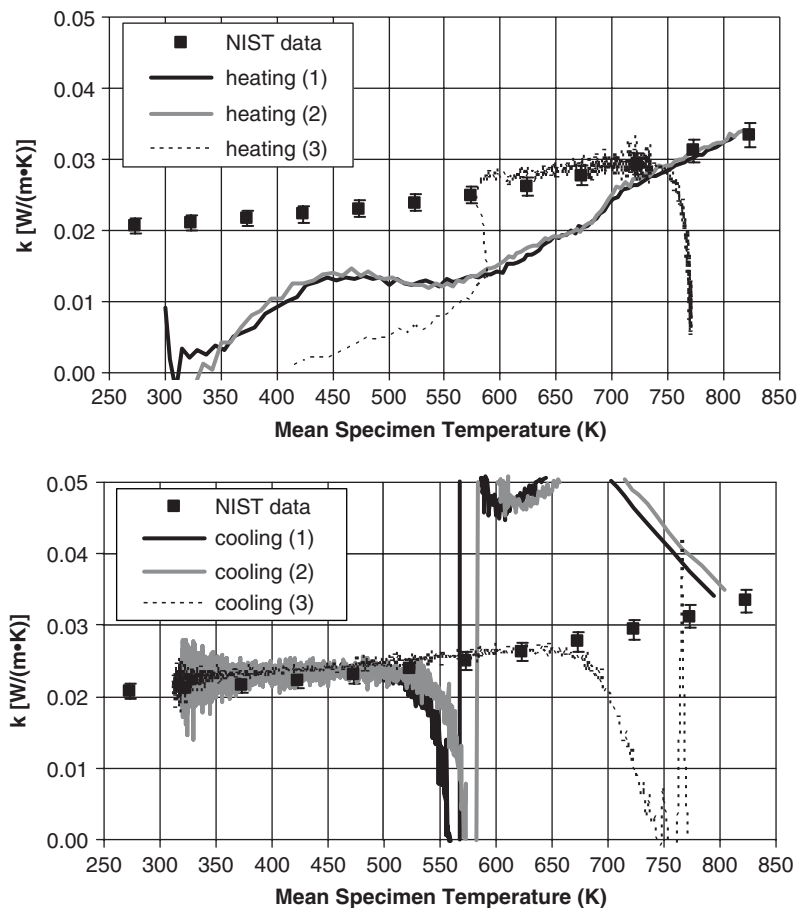 0.05
0.04
0.03
0.02
0.01
0.00
k [W/(m•K)]
NIST data
heating (1)
heating (2)
heating (3)
250 300 350 400 450 500 550 600 650 700 750 800 850
Mean Specimen Temperature (K)
0.05
0.04
0.03
0.02
0.01
0.00
k [W/(m•K)]
NIST data
cooling (1)
cooling (2)
cooling (3)
250 300 350 400 450 500 550 600 650 700 750 800 850
Mean Specimen Temperature (K)